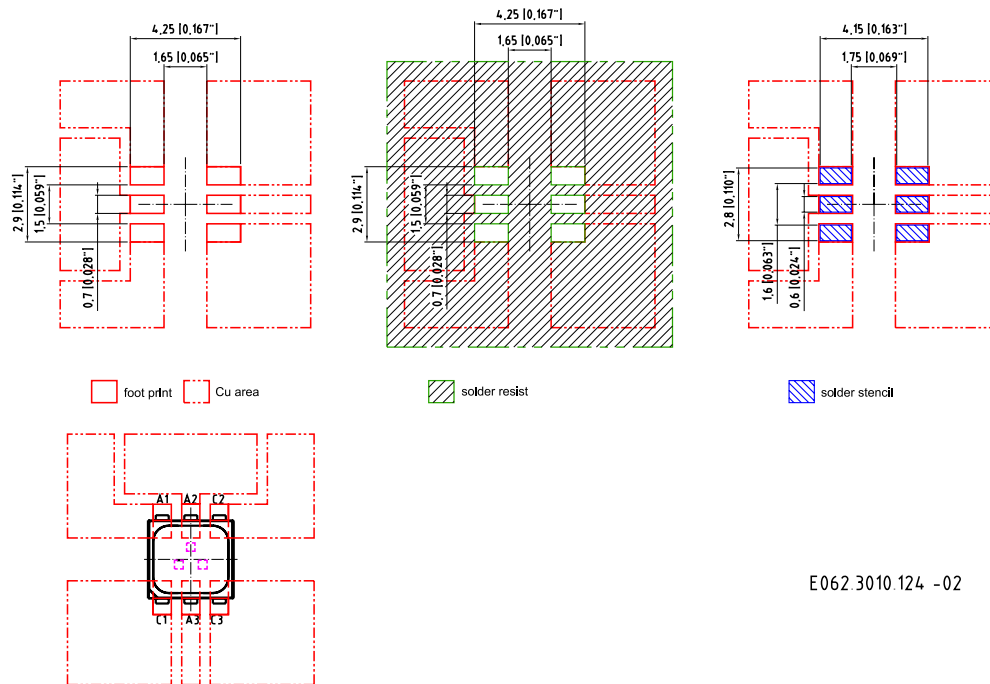 4.25 [0.167"]
1.65 [0.065"]
2.9 [0.114"]
1.5 [0.059"]
0.7 [0.028"]
4.25 [0.167"]
1.65 [0.065"]
2.9 [0.114"]
1.5 [0.059"]
0.7 [0.028"]
4.15 [0.163"]
1.75 [0.069"]
2.8 [0.110"]
1.6 [0.063"]
0.6 [0.024"]
foot print
Cu area
solder resist
solder stencil
A1 A2 C2
C1 A3 C3
E062.3010.124 -02